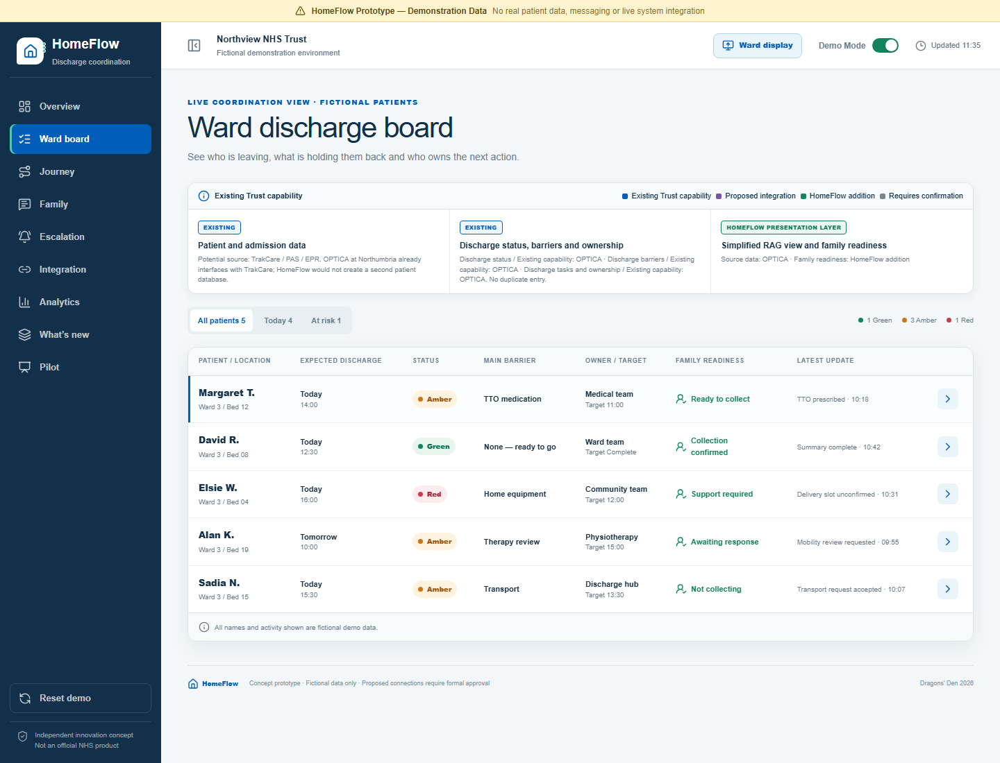 HomeFlow Prototype — Demonstration Data No real patient data, messaging or live system integration
HomeFlow
Discharge coordination
Overview
Ward board
Journey
Family
Escalation
Integration
Analytics
What's new
Pilot
Reset demo
Independent innovation concept
Not an official NHS product
Northview NHS Trust
Fictional demonstration environment
Ward display
Demo Mode
Updated 11:35
LIVE COORDINATION VIEW · FICTIONAL PATIENTS
Ward discharge board
See who is leaving, what is holding them back and who owns the next action.
Existing Trust capability
Existing Trust capability Proposed integration HomeFlow addition Requires confirmation
EXISTING
Patient and admission data
Potential source: TrakCare / PAS / EPR. OPTICA at Northumbria already
interfaces with TrakCare; HomeFlow would not create a second patient
database.
EXISTING
Discharge status, barriers and ownership
Discharge status / Existing capability: OPTICA · Discharge barriers / Existing
capability: OPTICA · Discharge tasks and ownership / Existing capability:
OPTICA. No duplicate entry.
HOMEFLOW PRESENTATION LAYER
Simplified RAG view and family readiness
Source data: OPTICA · Family readiness: HomeFlow addition
All patients 5 Today 4 At risk 1
1 Green 3 Amber 1 Red
PATIENT / LOCATION EXPECTED DISCHARGE STATUS MAIN BARRIER OWNER / TARGET FAMILY READINESS LATEST UPDATE
Margaret T.
Ward 3 / Bed 12
Today
14:00
Amber
TTO medication
Medical team
Target 11:00
Ready to collect
TTO prescribed · 10:18
David R.
Ward 3 / Bed 08
Today
12:30
Green
None — ready to go
Ward team
Target Complete
Collection
confirmed
Summary complete · 10:42
Elsie W.
Ward 3 / Bed 04
Today
16:00
Red
Home equipment
Community team
Target 12:00
Support required
Delivery slot unconfirmed · 10:31
Alan K.
Ward 3 / Bed 19
Tomorrow
10:00
Amber
Therapy review
Physiotherapy
Target 15:00
Awaiting response
Mobility review requested · 09:55
Sadia N.
Ward 3 / Bed 15
Today
15:30
Amber
Transport
Discharge hub
Target 13:30
Not collecting
Transport request accepted · 10:07
All names and activity shown are fictional demo data.
HomeFlow
Concept prototype · Fictional data only · Proposed connections require formal approval
Dragons' Den 2026